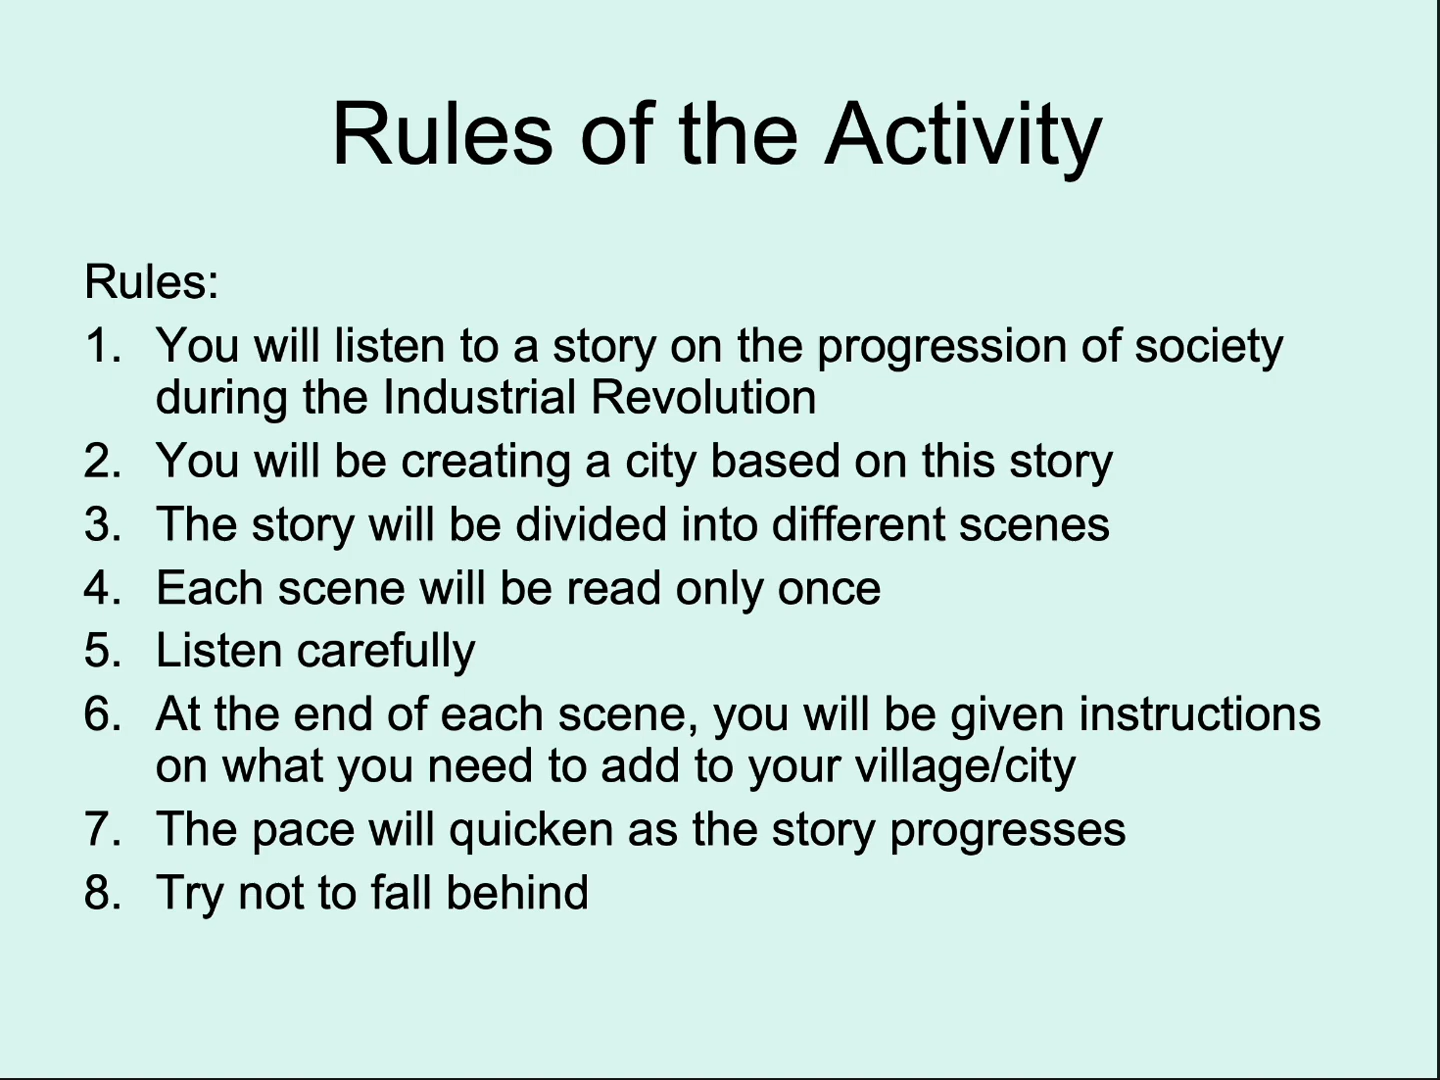 Rules of the Activity
Rules:
1. You will listen to a story on the progression of society
during the Industrial Revolution
2. You will be creating a city based on this story
3. The story will be divided into different scenes
4. Each scene will be read only once
5. Listen carefully
6. At the end of each scene, you will be given instructions
on what you need to add to your village/city
7. The pace will quicken as the story progresses
8. Try not to fall behind